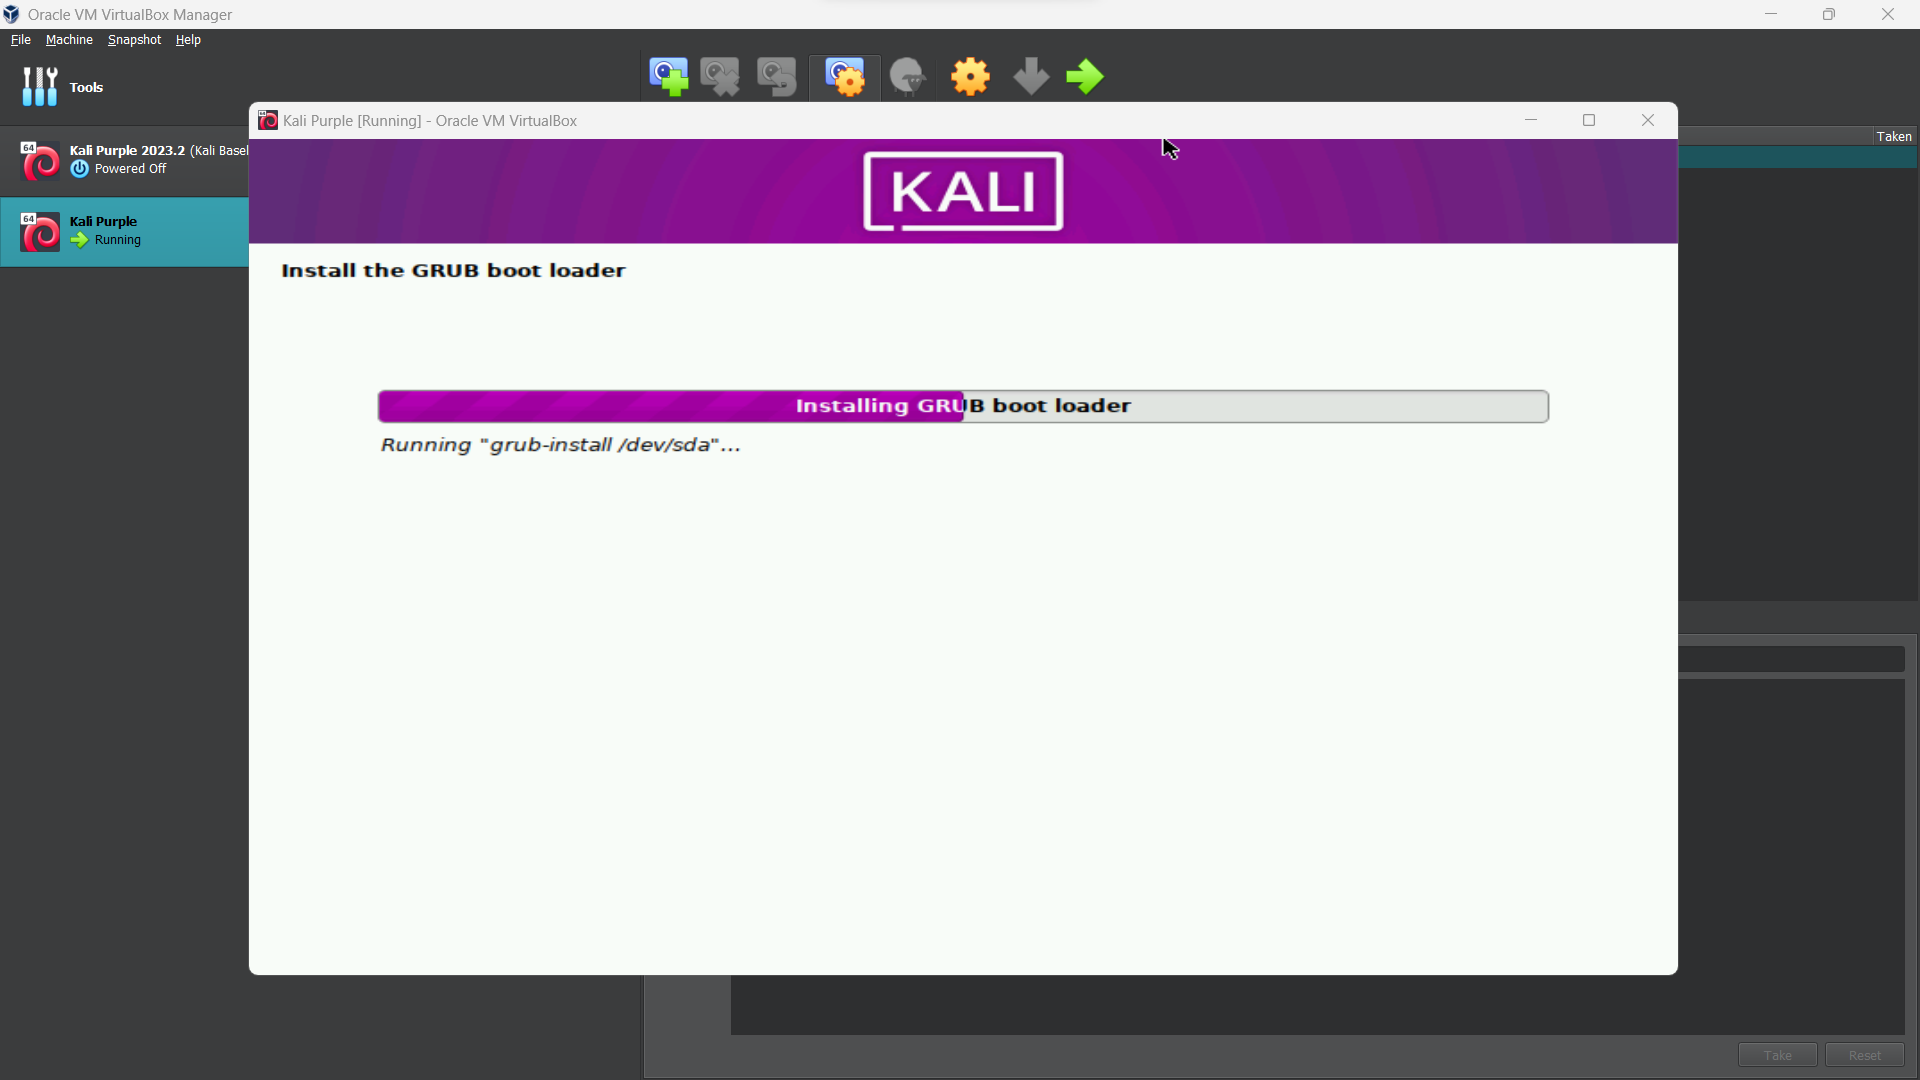 Oracle VM VirtualBox Manager
File Machine Snapshot Help
Tools
Taken
64
Kali Purple 2023.2 (Kali Basel
Powered Off
64
Kali Purple
Running
Kali Purple [Running] - Oracle VM VirtualBox
KALI
Install the GRUB boot loader
Installing GRUB boot loader
Running "grub-install /dev/sda"...
Take Reset